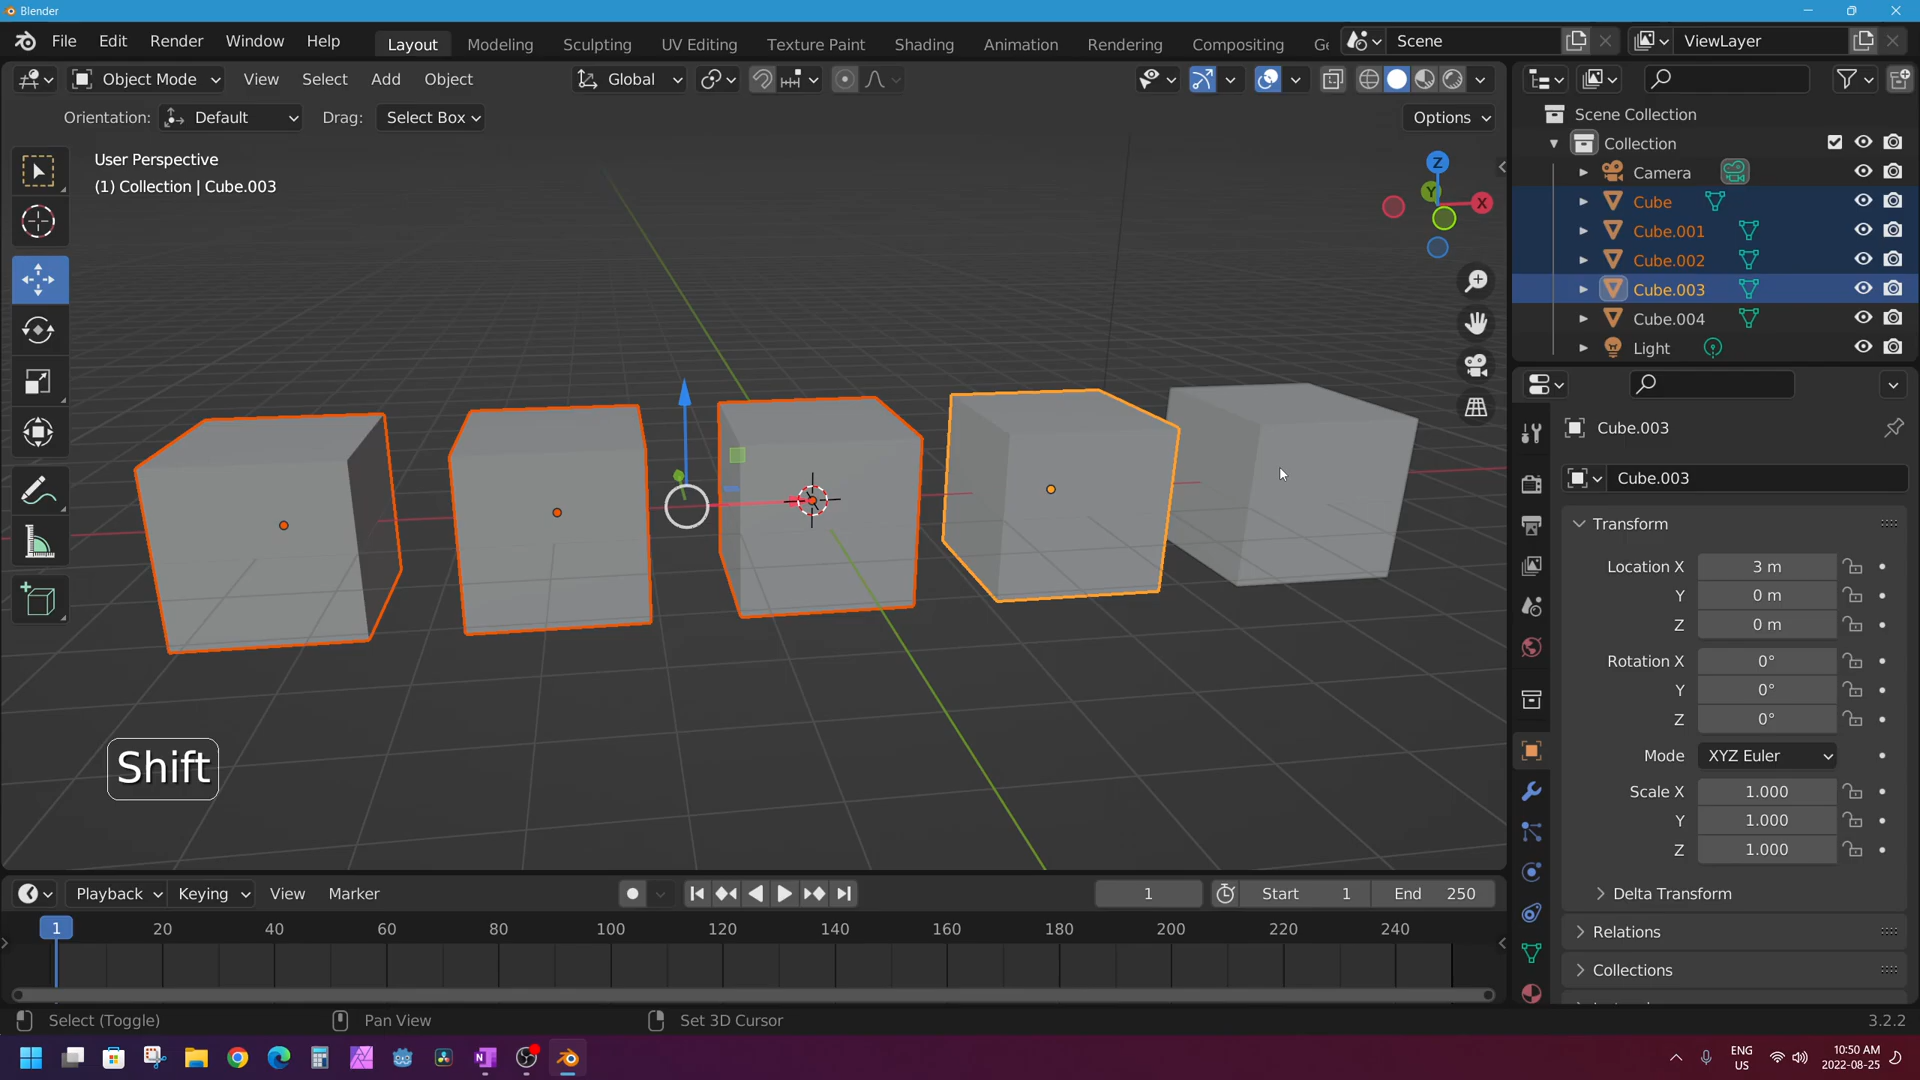 Blender
File Edit Render Window Help Layout Modeling Sculpting UV Editing Texture Paint Shading Animation Rendering Compositing Ge Scene ViewLayer
Object Mode View Select Add Object Global
Orientation: Default Drag: Select Box Options
User Perspective
(1) Collection | Cube.003
Z
Y
X
Scene Collection
Collection
Camera
Cube
Cube.001
Cube.002
Cube.003
Cube.004
Light
Cube.003
Cube.003
Transform
Location X 3 m
Y 0 m
Z 0 m
Rotation X 0°
Y 0°
Z 0°
Mode XYZ Euler
Scale X 1.000
Y 1.000
Z 1.000
Delta Transform
Relations
Collections
Shift
Playback Keying View Marker 1 Start 1 End 250
1 20 40 60 80 100 120 140 160 180 200 220 240
Select (Toggle) Pan View Set 3D Cursor 3.2.2
ENG
US
10:50 AM
2022-08-25